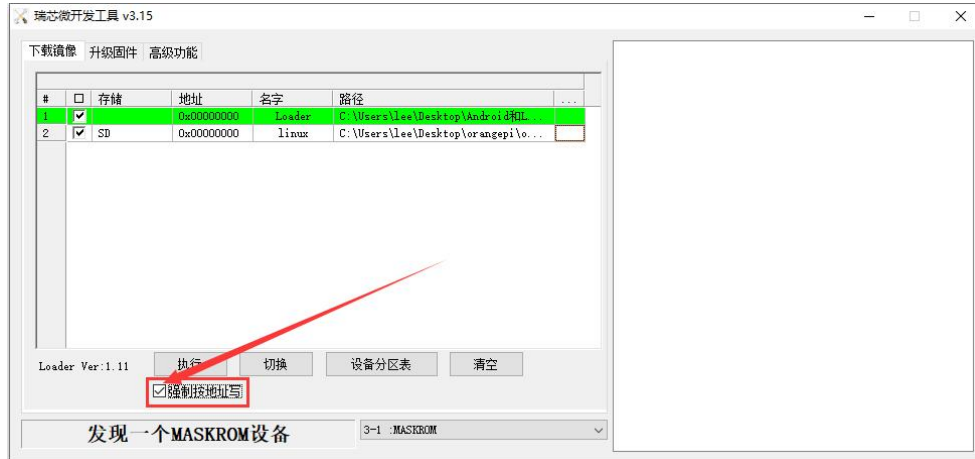 瑞芯微开发工具 v3.15
下载镜像 升级固件 高级功能
# 存储 地址 名字 路径 ...
1 0x00000000 Loader C:\Users\lee\Desktop\Android和L...
2 SD 0x00000000 linux C:\Users\lee\Desktop\orangepi\o...
Loader Ver:1.11 执行 切换 设备分区表 清空
强制按地址写
发现一个MASKROM设备 3-1 :MASKROM